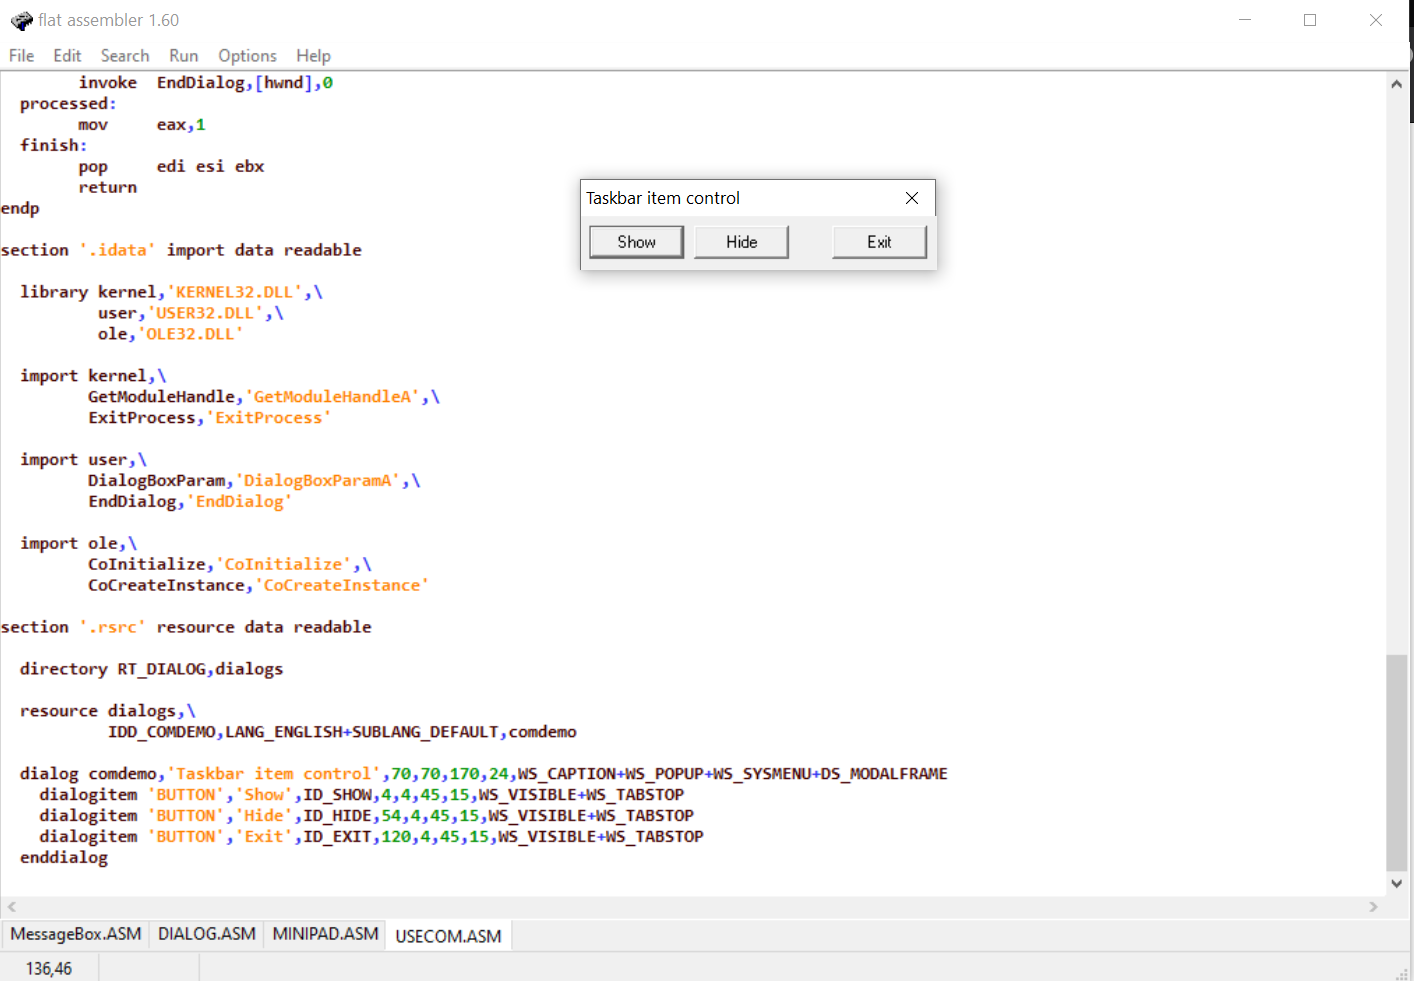 flat assembler 1.60
File Edit Search Run Options Help
invoke EndDialog,[hwnd],0
processed:
mov eax,1
finish:
pop edi esi ebx
return
endp
section '.idata' import data readable
library kernel,'KERNEL32.DLL',\
user,'USER32.DLL',\
ole,'OLE32.DLL'
import kernel,\
GetModuleHandle,'GetModuleHandleA',\
ExitProcess,'ExitProcess'
import user,\
DialogBoxParam,'DialogBoxParamA',\
EndDialog,'EndDialog'
import ole,\
CoInitialize,'CoInitialize',\
CoCreateInstance,'CoCreateInstance'
section '.rsrc' resource data readable
directory RT_DIALOG,dialogs
resource dialogs,\
IDD_COMDEMO,LANG_ENGLISH+SUBLANG_DEFAULT,comdemo
dialog comdemo,'Taskbar item control',70,70,170,24,WS_CAPTION+WS_POPUP+WS_SYSMENU+DS_MODALFRAME
dialogitem 'BUTTON','Show',ID_SHOW,4,4,45,15,WS_VISIBLE+WS_TABSTOP
dialogitem 'BUTTON','Hide',ID_HIDE,54,4,45,15,WS_VISIBLE+WS_TABSTOP
dialogitem 'BUTTON','Exit',ID_EXIT,120,4,45,15,WS_VISIBLE+WS_TABSTOP
enddialog
Taskbar item control
Show Hide Exit
MessageBox.ASM DIALOG.ASM MINIPAD.ASM USECOM.ASM
136,46